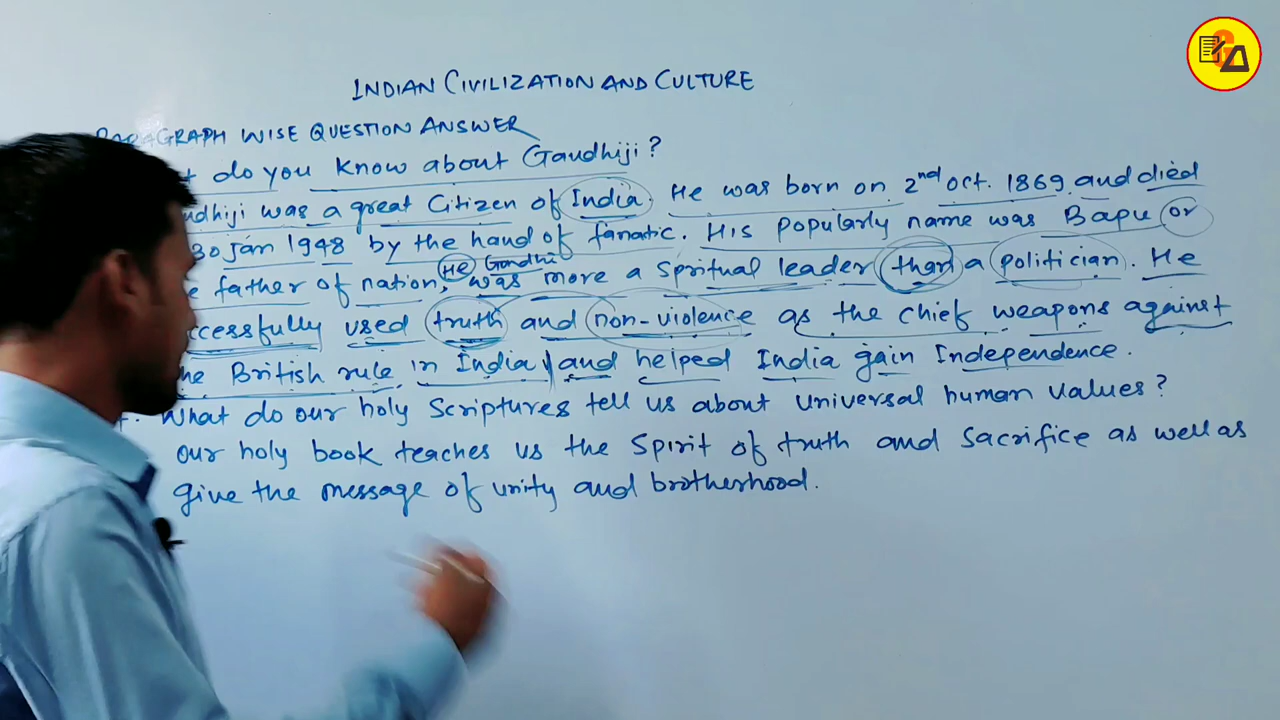 INDIAN CIVILIZATION AND CULTURE
PARAGRAPH WISE QUESTION ANSWER
do you know about Gandhiji?
was a great Citizen of India. He was born on 2nd Oct. 1869 and died
30 Jan 1948 by the hand of fanatic. His popularly name was Bapu or
father of nation, He Gandhi was more a spritual leader than a politician. He
used truth and non-violence as the chief weapons against
British rule in India, and helped India gain Independence.
What do our holy Scriptures tell us about universal human values?
Our holy book teaches us the spirit of truth and sacrifice as well as
give the message of unity and brotherhood.